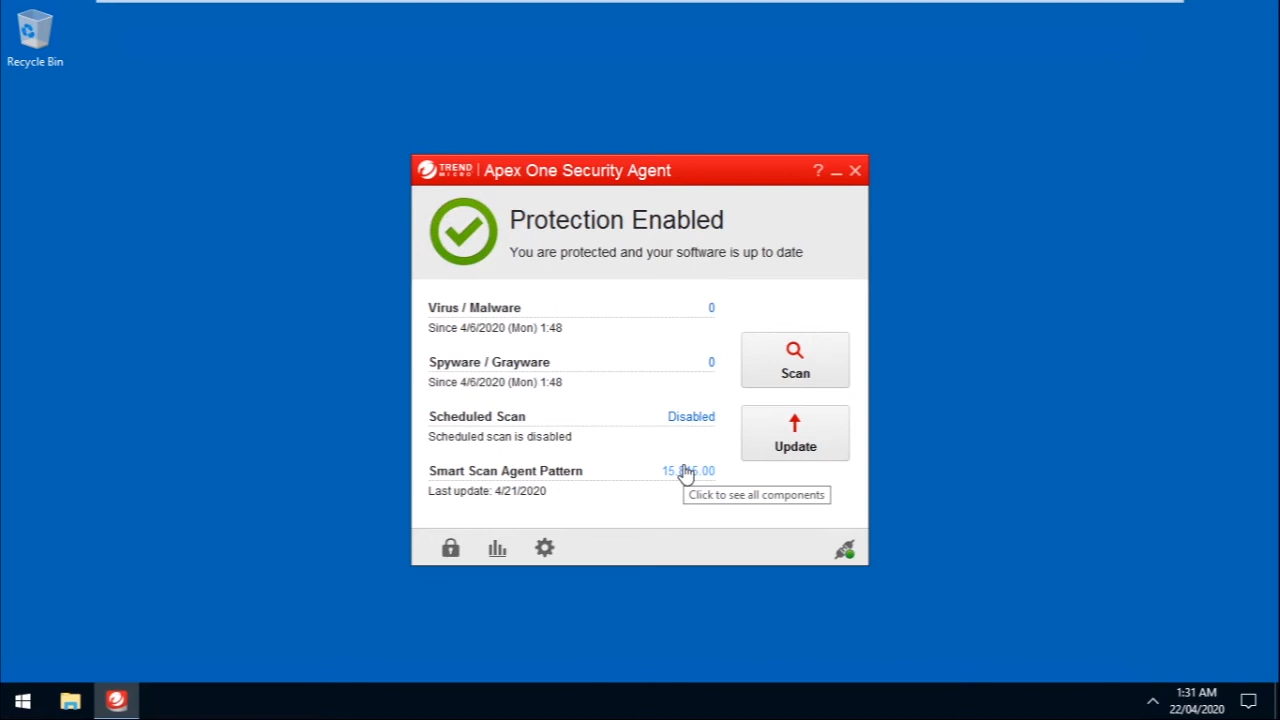 Recycle Bin
TREND MICRO | Apex One Security Agent
?
Protection Enabled
You are protected and your software is up to date
Virus / Malware 0
Since 4/6/2020 (Mon) 1:48
Spyware / Grayware 0
Since 4/6/2020 (Mon) 1:48
Scan
Scheduled Scan Disabled
Scheduled scan is disabled
Update
Smart Scan Agent Pattern
Last update: 4/21/2020
Click to see all components
1:31 AM
22/04/2020